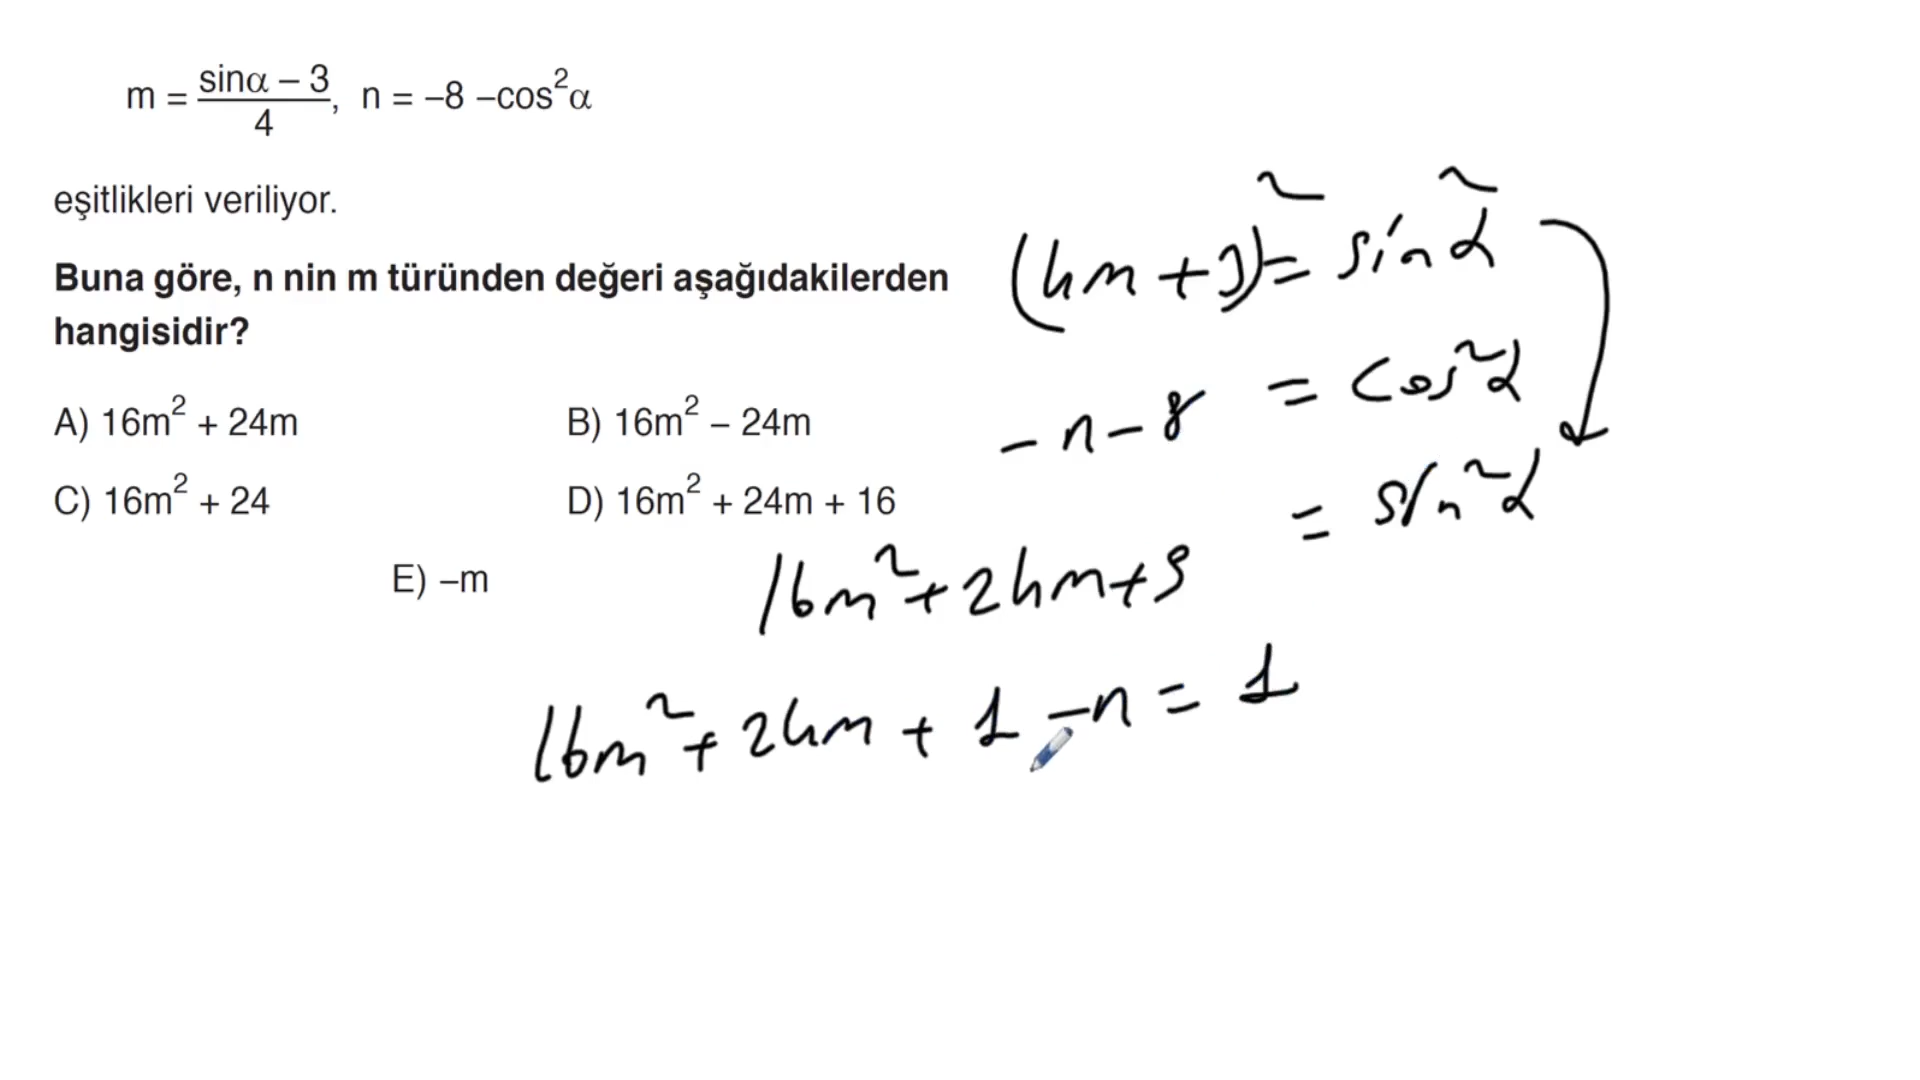 m = (sinα – 3)/4, n = –8 –cos²α
eşitlikleri veriliyor.
Buna göre, n nin m türünden değeri aşağıdakilerden
hangisidir?
A) 16m² + 24m
B) 16m² – 24m
C) 16m² + 24
D) 16m² + 24m + 16
E) –m
(4m + 3)² = sin²α
–n – 8 = cos²α
16m² + 24m + 9 = sin²α
16m² + 24m + 1 – n = 1